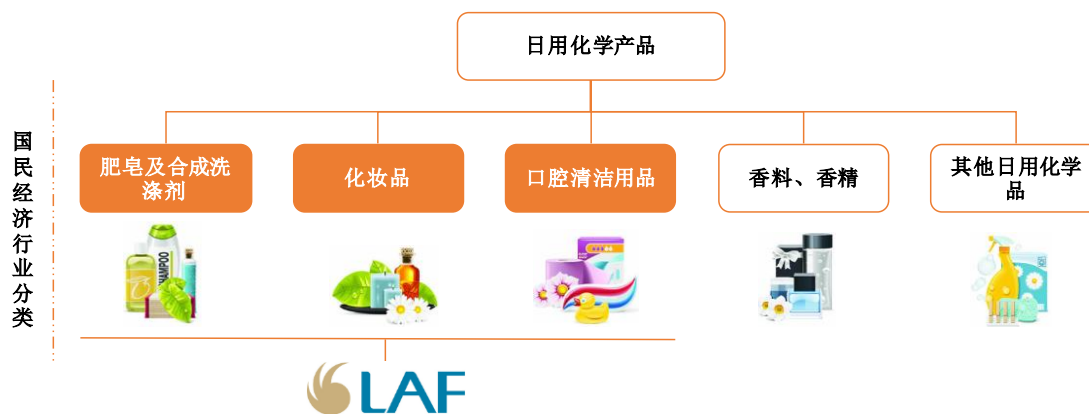 日用化学产品
国民经济行业分类
肥皂及合成洗
涤剂
化妆品
口腔清洁用品
香料、香精
其他日用化学
品
SHAMPOO
LAF